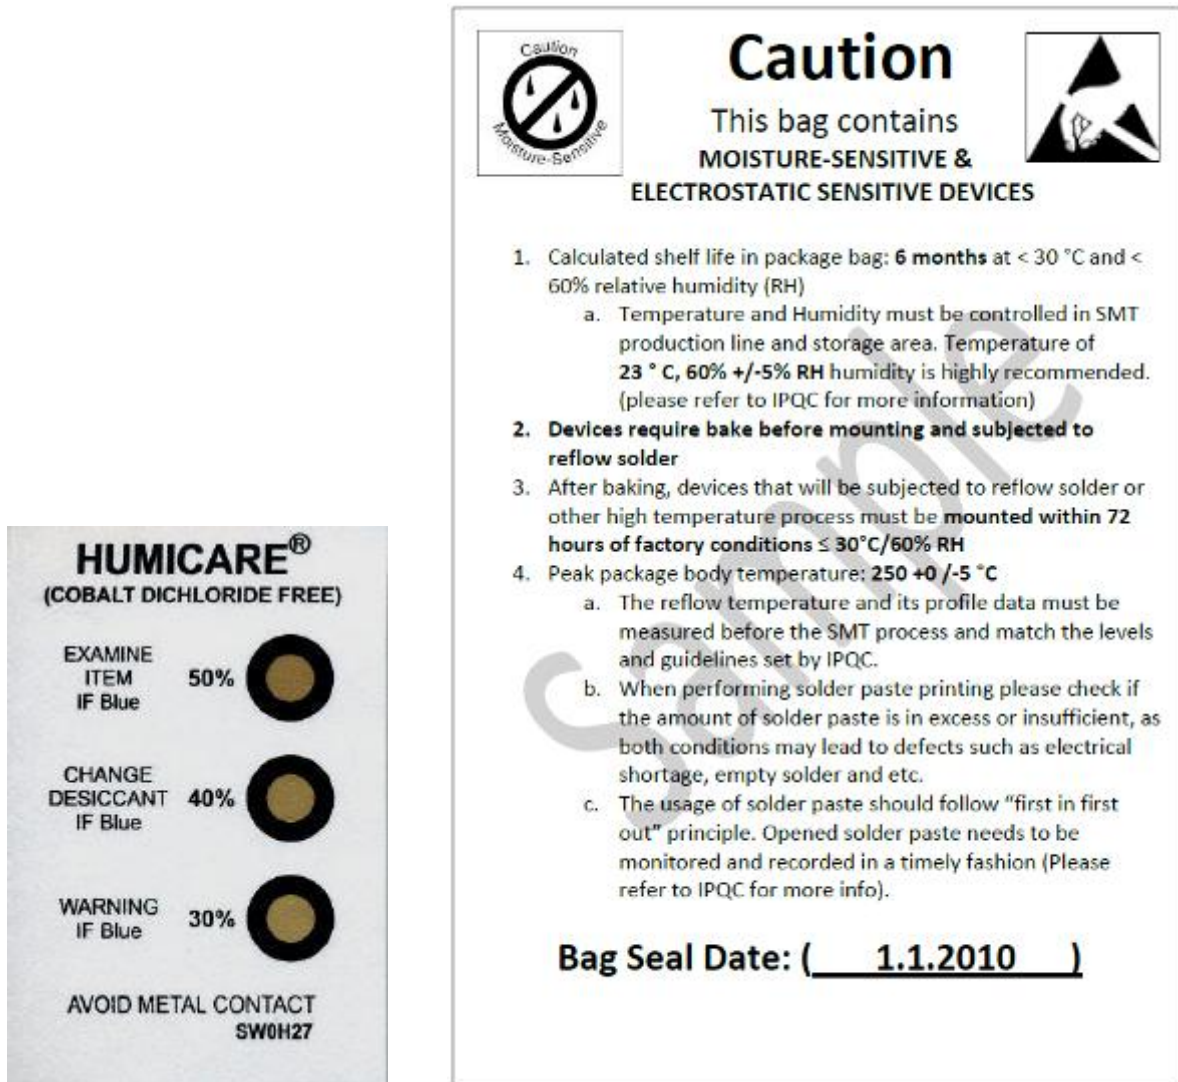 Caution
Moisture-Sensitive
Caution
This bag contains
MOISTURE-SENSITIVE &
ELECTROSTATIC SENSITIVE DEVICES
1. Calculated shelf life in package bag: 6 months at < 30 °C and <
60% relative humidity (RH)
a. Temperature and Humidity must be controlled in SMT
production line and storage area. Temperature of
23 ° C, 60% +/-5% RH humidity is highly recommended.
(please refer to IPQC for more information)
2. Devices require bake before mounting and subjected to
reflow solder
3. After baking, devices that will be subjected to reflow solder or
other high temperature process must be mounted within 72
hours of factory conditions ≤ 30°C/60% RH
4. Peak package body temperature: 250 +0 /-5 °C
a. The reflow temperature and its profile data must be
measured before the SMT process and match the levels
and guidelines set by IPQC.
b. When performing solder paste printing please check if
the amount of solder paste is in excess or insufficient, as
both conditions may lead to defects such as electrical
shortage, empty solder and etc.
c. The usage of solder paste should follow “first in first
out” principle. Opened solder paste needs to be
monitored and recorded in a timely fashion (Please
refer to IPQC for more info).
Bag Seal Date: ( 1.1.2010 )
Sample
HUMICARE®
(COBALT DICHLORIDE FREE)
EXAMINE
ITEM
IF Blue
50%
CHANGE
DESICCANT
IF Blue
40%
WARNING
IF Blue
30%
AVOID METAL CONTACT
SW0H27